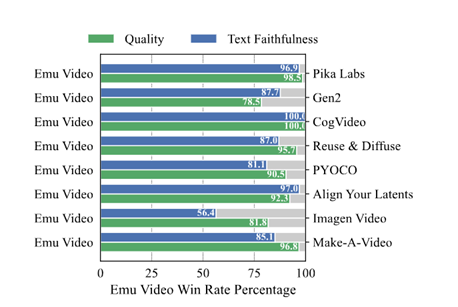 Quality Text Faithfulness
Emu Video 96.9 98.5 Pika Labs
Emu Video 87.7 78.5 Gen2
Emu Video 100.0 100.0 CogVideo
Emu Video 87.0 95.7 Reuse & Diffuse
Emu Video 81.1 90.5 PYOCO
Emu Video 97.0 92.3 Align Your Latents
Emu Video 56.4 81.8 Imagen Video
Emu Video 85.1 96.8 Make-A-Video
0 25 50 75 100
Emu Video Win Rate Percentage